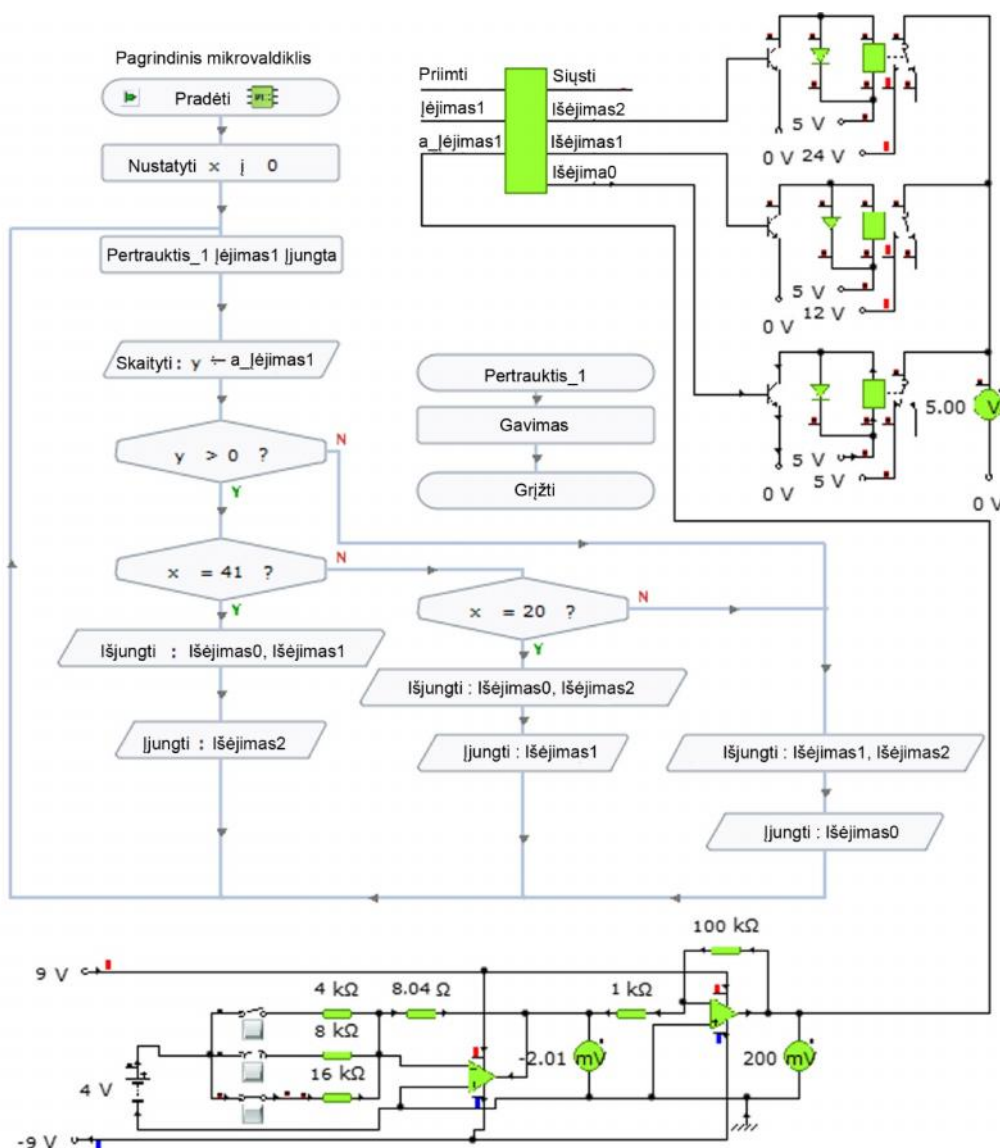 Pagrindinis mikrovaldiklis
Pradėti
Nustatyti x į 0
Pertrauktis_1 Įėjimas1 Įjungta
Skaityti : y ← a_Įėjimas1
y > 0 ?
N
Y
x = 41 ?
N
Y
Išjungti : Išėjimas0, Išėjimas1
Įjungti : Išėjimas2
x = 20 ?
N
Y
Išjungti : Išėjimas0, Išėjimas2
Įjungti : Išėjimas1
Išjungti : Išėjimas1, Išėjimas2
Įjungti : Išėjimas0
Pertrauktis_1
Gavimas
Grįžti
Priimti
Įėjimas1
a_Įėjimas1
Siųsti
Išėjimas2
Išėjimas1
Išėjima0
5 V
0 V 24 V
5 V
0 V 12 V
5.00 V
5 V
0 V 5 V
0 V
9 V
4 kΩ
8.04 Ω
8 kΩ
16 kΩ
4 V
-9 V
1 kΩ
100 kΩ
-2.01 mV
200 mV